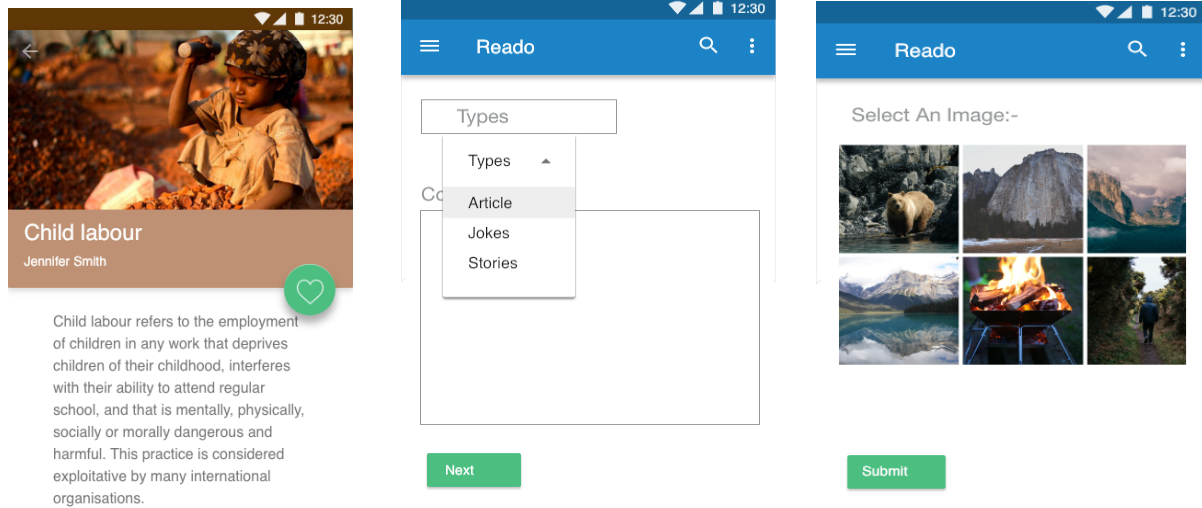 12:30
Child labour
Jennifer Smith
Child labour refers to the employment
of children in any work that deprives
children of their childhood, interferes
with their ability to attend regular
school, and that is mentally, physically,
socially or morally dangerous and
harmful. This practice is considered
exploitative by many international
organisations.
12:30
Reado
Types
Types
Article
Co
Jokes
Stories
Next
12:30
Reado
Select An Image:-
Submit